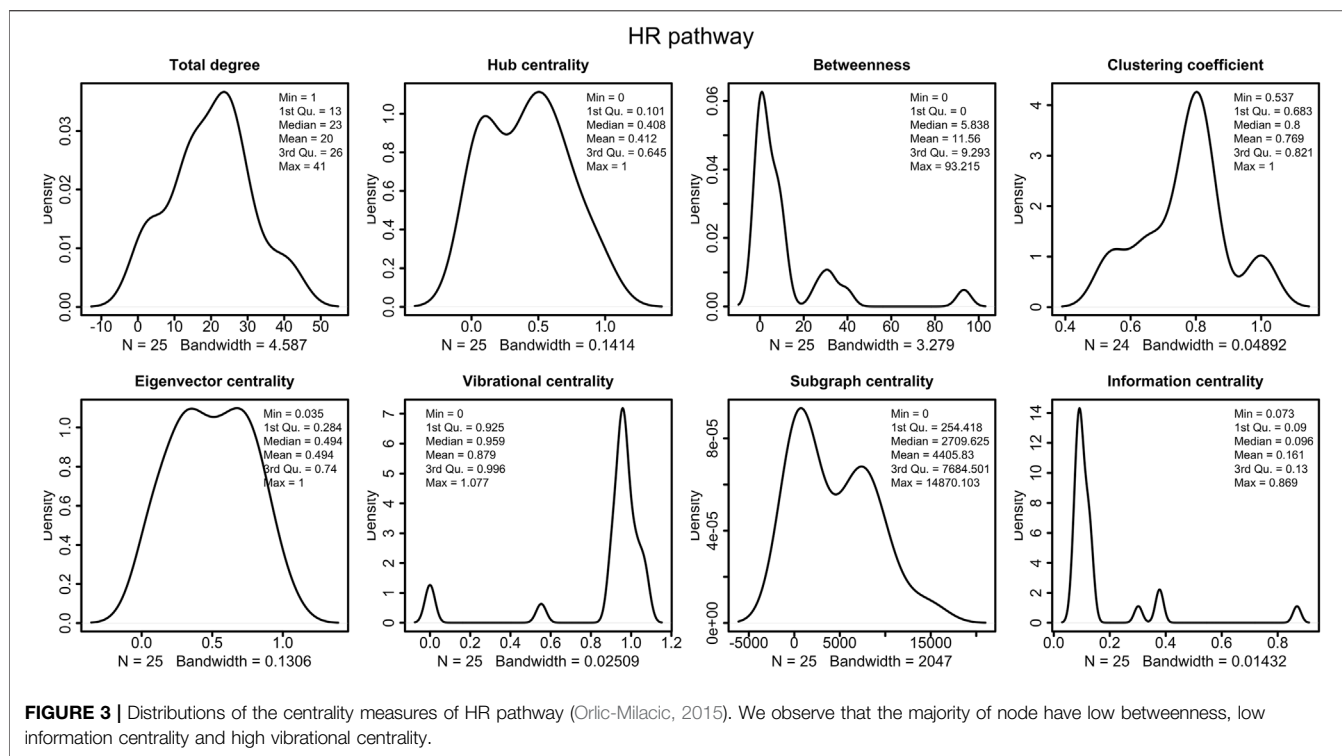 HR pathway
Total degree
Min = 1
1st Qu. = 13
Median = 23
Mean = 20
3rd Qu. = 26
Max = 41
Density
0.00 0.01 0.02 0.03
-10 0 10 20 30 40 50
N = 25 Bandwidth = 4.587
Hub centrality
Min = 0
1st Qu. = 0.101
Median = 0.408
Mean = 0.412
3rd Qu. = 0.645
Max = 1
Density
0.0 0.2 0.4 0.6 0.8 1.0
0.0 0.5 1.0
N = 25 Bandwidth = 0.1414
Betweenness
Min = 0
1st Qu. = 0
Median = 5.838
Mean = 11.56
3rd Qu. = 9.293
Max = 93.215
Density
0.00 0.02 0.04 0.06
0 20 40 60 80 100
N = 25 Bandwidth = 3.279
Clustering coefficient
Min = 0.537
1st Qu. = 0.683
Median = 0.8
Mean = 0.769
3rd Qu. = 0.821
Max = 1
Density
0 1 2 3 4
0.4 0.6 0.8 1.0
N = 24 Bandwidth = 0.04892
Eigenvector centrality
Min = 0.035
1st Qu. = 0.284
Median = 0.494
Mean = 0.494
3rd Qu. = 0.74
Max = 1
Density
0.0 0.2 0.4 0.6 0.8 1.0
0.0 0.5 1.0
N = 25 Bandwidth = 0.1306
Vibrational centrality
Min = 0
1st Qu. = 0.925
Median = 0.959
Mean = 0.879
3rd Qu. = 0.996
Max = 1.077
Density
0 1 2 3 4 5 6 7
0.0 0.2 0.4 0.6 0.8 1.0 1.2
N = 25 Bandwidth = 0.02509
Subgraph centrality
Min = 0
1st Qu. = 254.418
Median = 2709.625
Mean = 4405.83
3rd Qu. = 7684.501
Max = 14870.103
Density
0e+00 4e-05 8e-05
-5000 0 5000 15000
N = 25 Bandwidth = 2047
Information centrality
Min = 0.073
1st Qu. = 0.09
Median = 0.096
Mean = 0.161
3rd Qu. = 0.13
Max = 0.869
Density
0 2 4 6 8 10 12 14
0.0 0.2 0.4 0.6 0.8
N = 25 Bandwidth = 0.01432
FIGURE 3 | Distributions of the centrality measures of HR pathway (Orlic-Milacic, 2015). We observe that the majority of node have low betweenness, low
information centrality and high vibrational centrality.